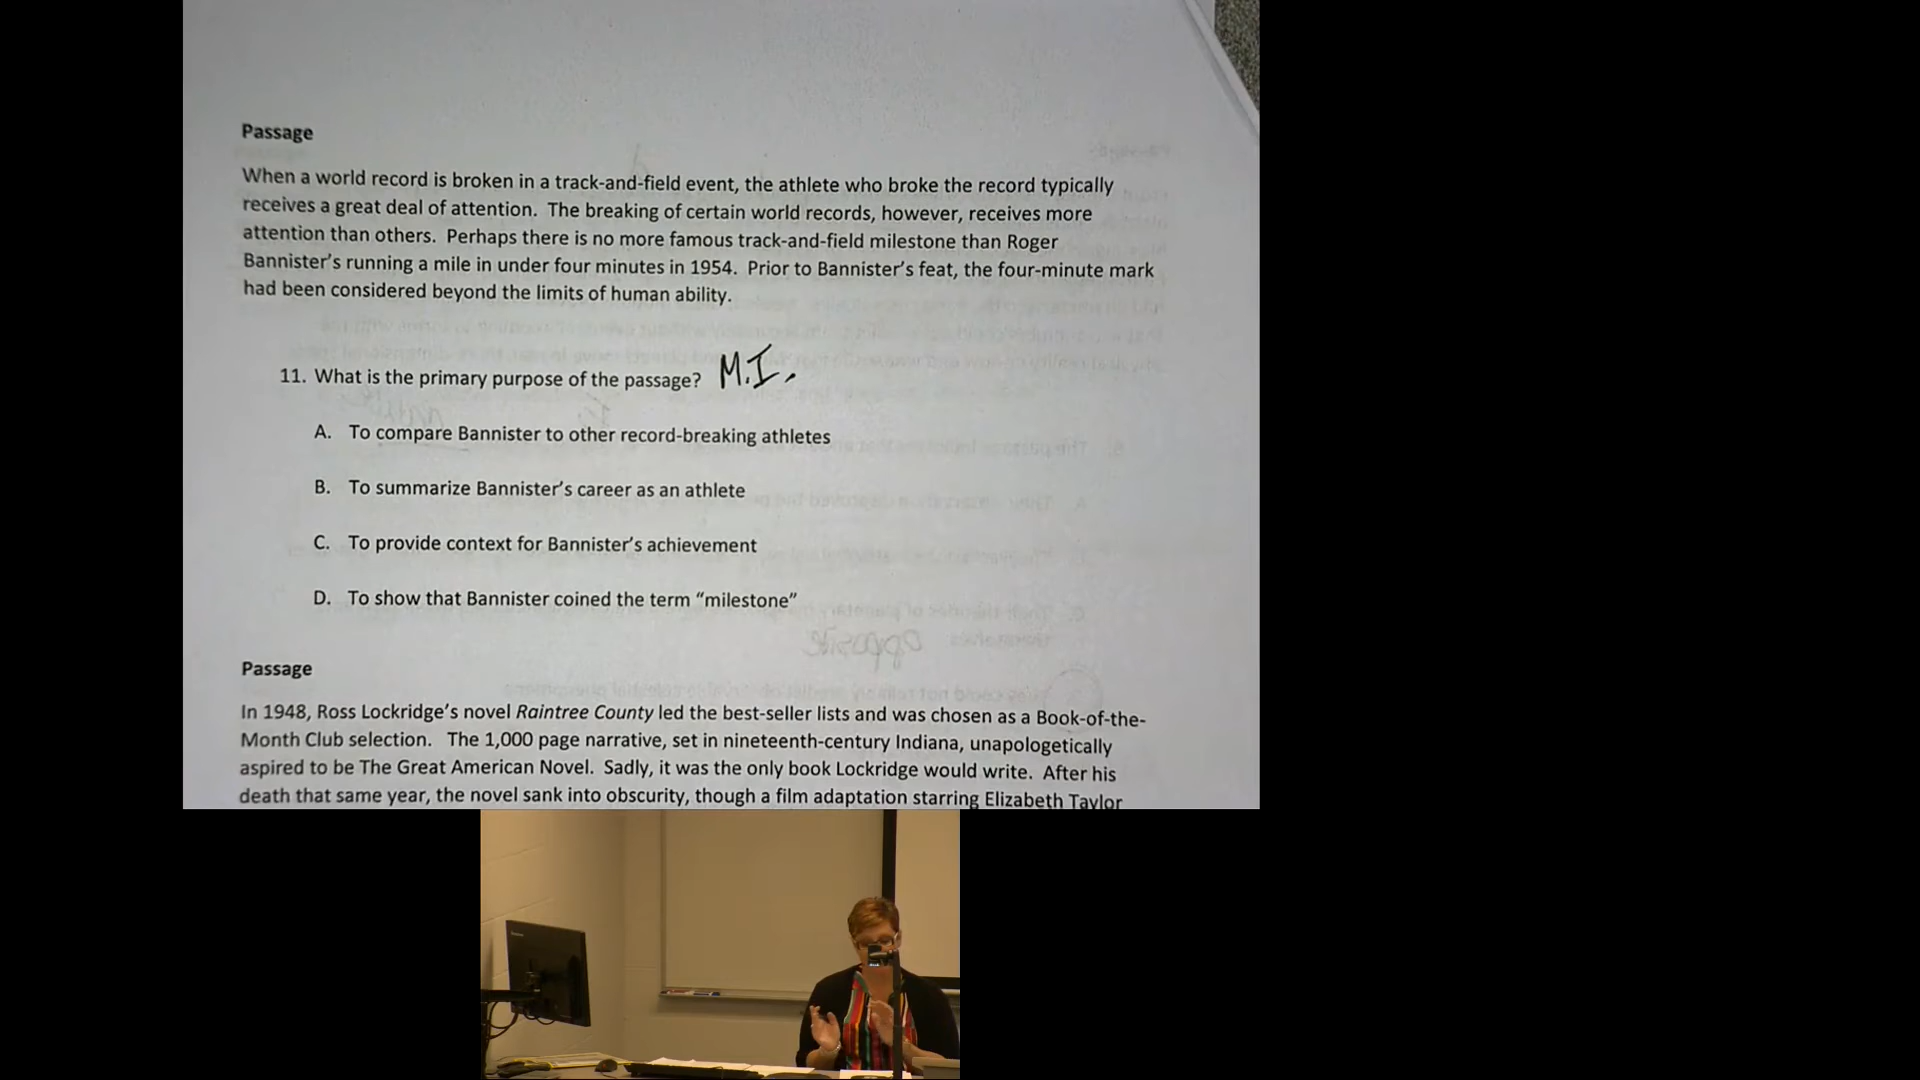 Passage
When a world record is broken in a track-and-field event, the athlete who broke the record typically
receives a great deal of attention. The breaking of certain world records, however, receives more
attention than others. Perhaps there is no more famous track-and-field milestone than Roger
Bannister's running a mile in under four minutes in 1954. Prior to Bannister's feat, the four-minute mark
had been considered beyond the limits of human ability.
11. What is the primary purpose of the passage? M.I.
A. To compare Bannister to other record-breaking athletes
B. To summarize Bannister's career as an athlete
C. To provide context for Bannister's achievement
D. To show that Bannister coined the term “milestone”
Passage
In 1948, Ross Lockridge's novel Raintree County led the best-seller lists and was chosen as a Book-of-the-
Month Club selection. The 1,000 page narrative, set in nineteenth-century Indiana, unapologetically
aspired to be The Great American Novel. Sadly, it was the only book Lockridge would write. After his
death that same year, the novel sank into obscurity, though a film adaptation starring Elizabeth Taylor